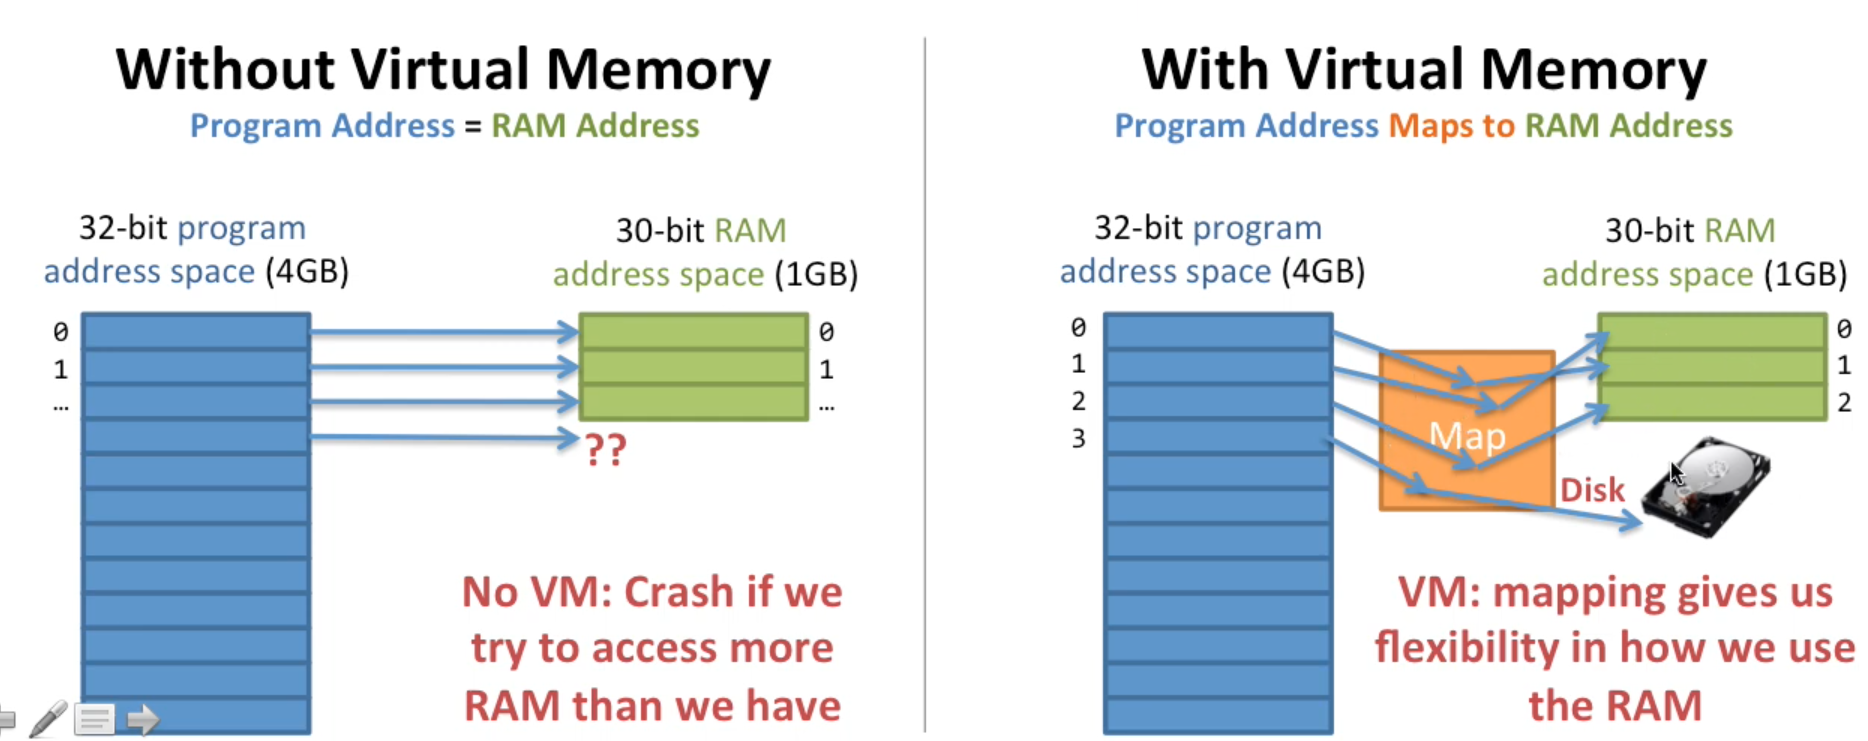 Without Virtual Memory
Program Address = RAM Address
32-bit program
address space (4GB)
30-bit RAM
address space (1GB)
0
1
...
0
1
...
??
No VM: Crash if we
try to access more
RAM than we have
With Virtual Memory
Program Address Maps to RAM Address
32-bit program
address space (4GB)
30-bit RAM
address space (1GB)
0
1
2
3
Map
0
1
2
Disk
VM: mapping gives us
flexibility in how we use
the RAM